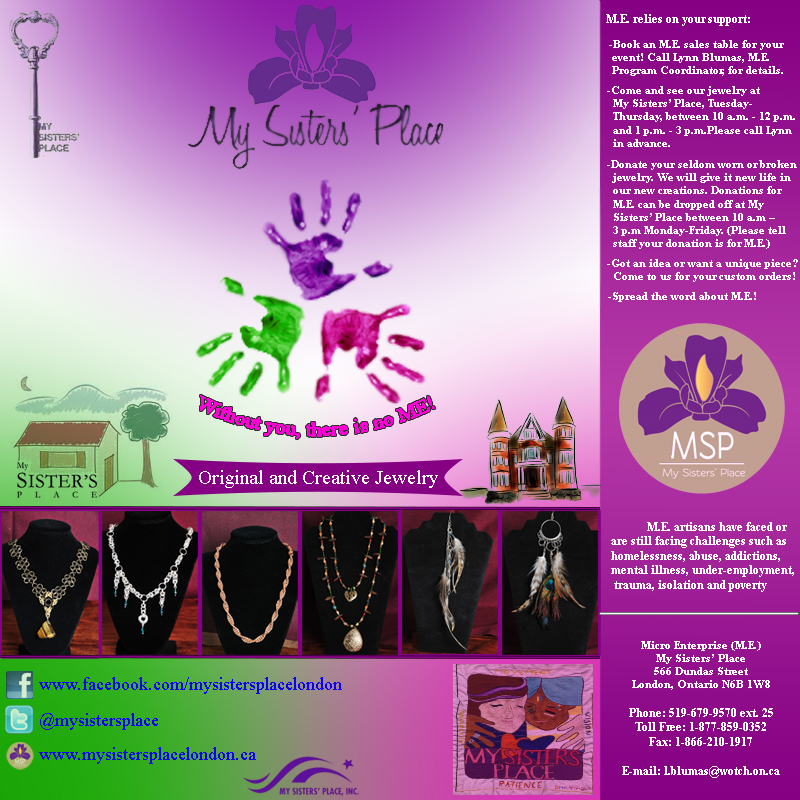 MY
SISTERS'
PLACE
My Sisters' Place
Without you, there is no ME!
My
SISTER'S
PLACE
Original and Creative Jewelry
www.facebook.com/mysistersplacelondon
@mysistersplace
www.mysistersplacelondon.ca
MY SISTERS' PLACE, INC.
MY SISTER'S
PLACE
PATIENCE
M.E. relies on your support:
-Book an M.E. sales table for your
event! Call Lynn Blumas, M.E.
Program Coordinator, for details.
-Come and see our jewelry at
My Sisters' Place, Tuesday-
Thursday, between 10 a.m. - 12 p.m.
and 1 p.m. - 3 p.m.Please call Lynn
in advance.
-Donate your seldom worn or broken
jewelry. We will give it new life in
our new creations. Donations for
M.E. can be dropped off at My
Sisters' Place between 10 a.m –
3 p.m Monday-Friday. (Please tell
staff your donation is for M.E.)
-Got an idea or want a unique piece?
Come to us for your custom orders!
-Spread the word about M.E.!
MSP
My Sisters' Place
M.E. artisans have faced or
are still facing challenges such as
homelessness, abuse, addictions,
mental illness, under-employment,
trauma, isolation and poverty
Micro Enterprise (M.E.)
My Sisters' Place
566 Dundas Street
London, Ontario N6B 1W8
Phone: 519-679-9570 ext. 25
Toll Free: 1-877-859-0352
Fax: 1-866-210-1917
E-mail: lblumas@wotch.on.ca